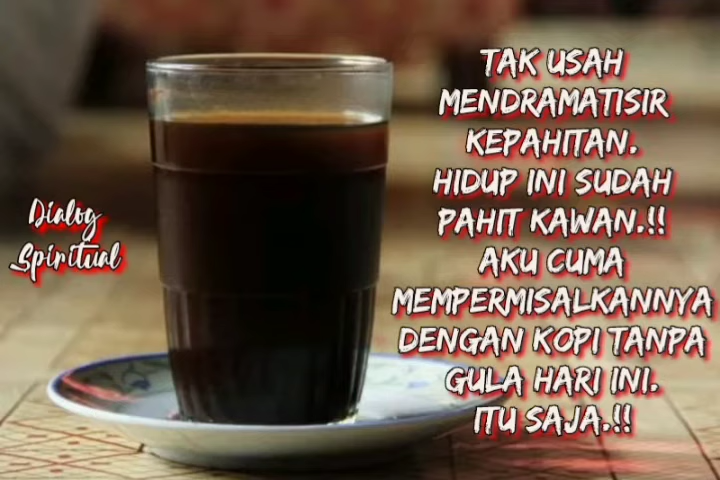 Dialog
Spiritual
TAK USAH
MENDRAMATISIR
KEPAHITAN.
HIDUP INI SUDAH
PAHIT KAWAN.!!
AKU CUMA
MEMPERMISALKANNYA
DENGAN KOPI TANPA
GULA HARI INI.
ITU SAJA.!!